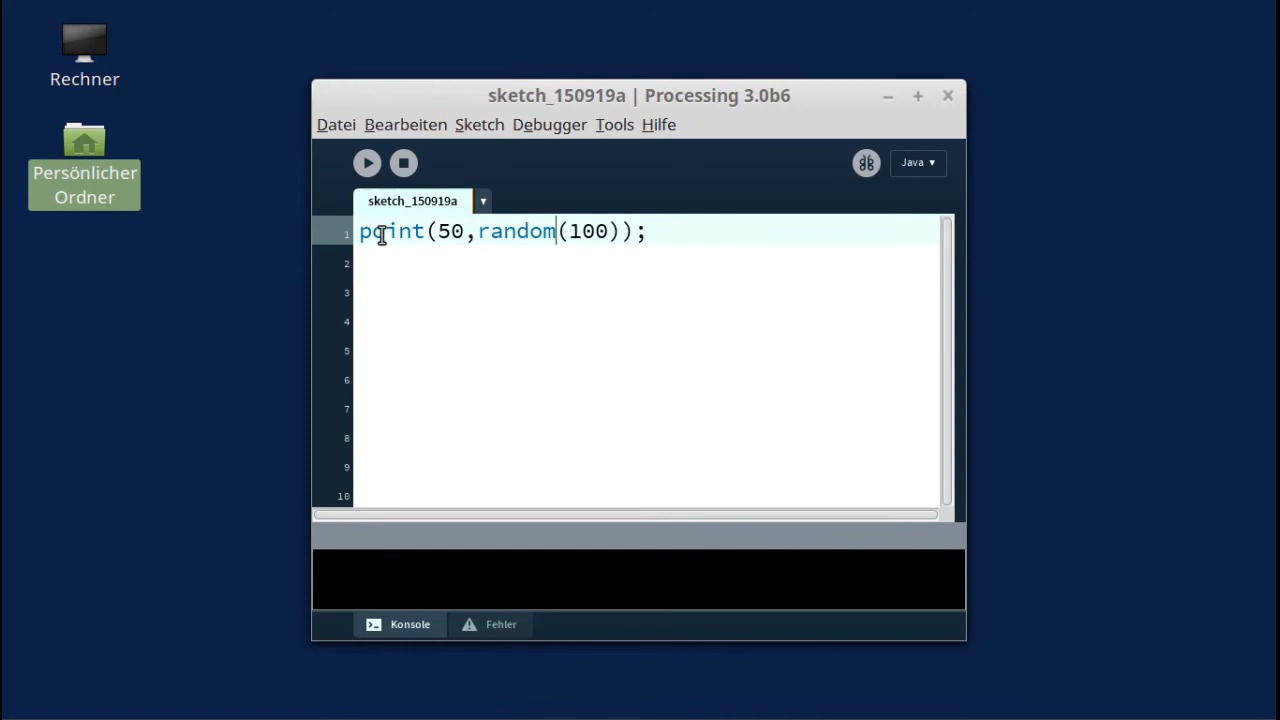 Rechner
Persönlicher
Ordner
sketch_150919a | Processing 3.0b6
Datei Bearbeiten Sketch Debugger Tools Hilfe
Java
sketch_150919a
1 point(50,random(100));
2
3
4
5
6
7
8
9
10
Konsole Fehler